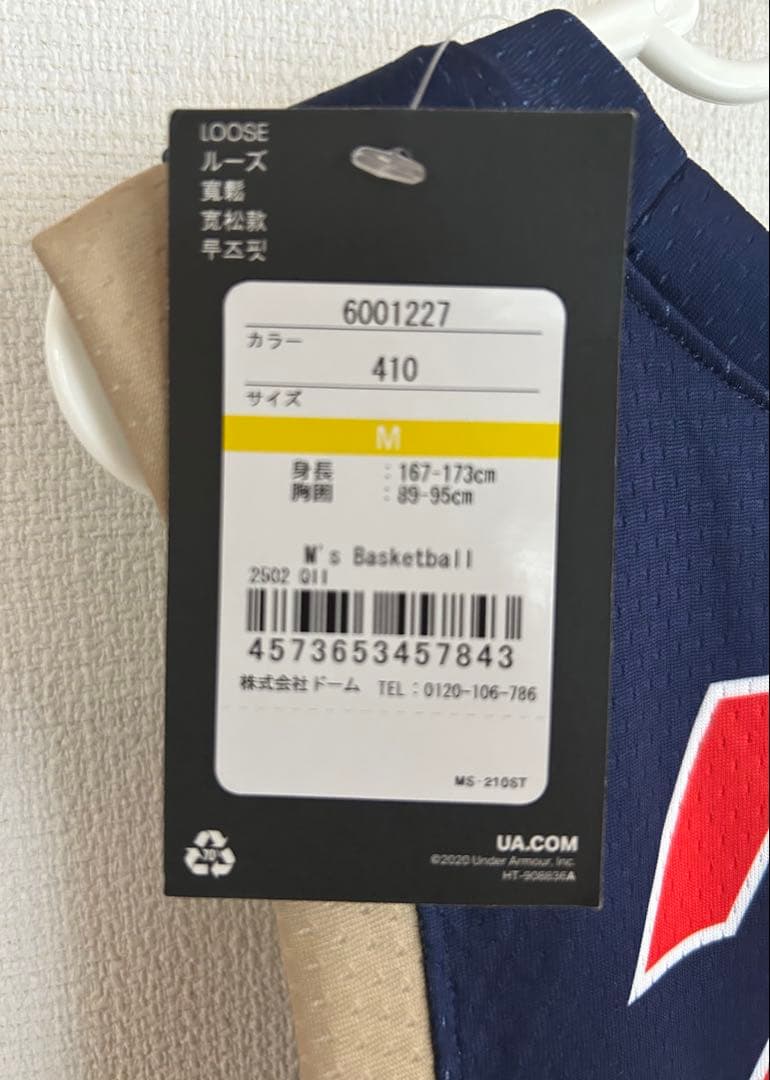 LOOSE
ルーズ
寬鬆
宽松款
루즈핏
6001227
カラー
410
サイズ
M
身長 : 167-173cm
胸囲 : 89-95cm
M's Basketball
2502 Q11
4573653457843
株式会社ドーム TEL：0120-106-786
MS-210ST
UA.COM
©2020 Under Armour, Inc.
HT-908836A